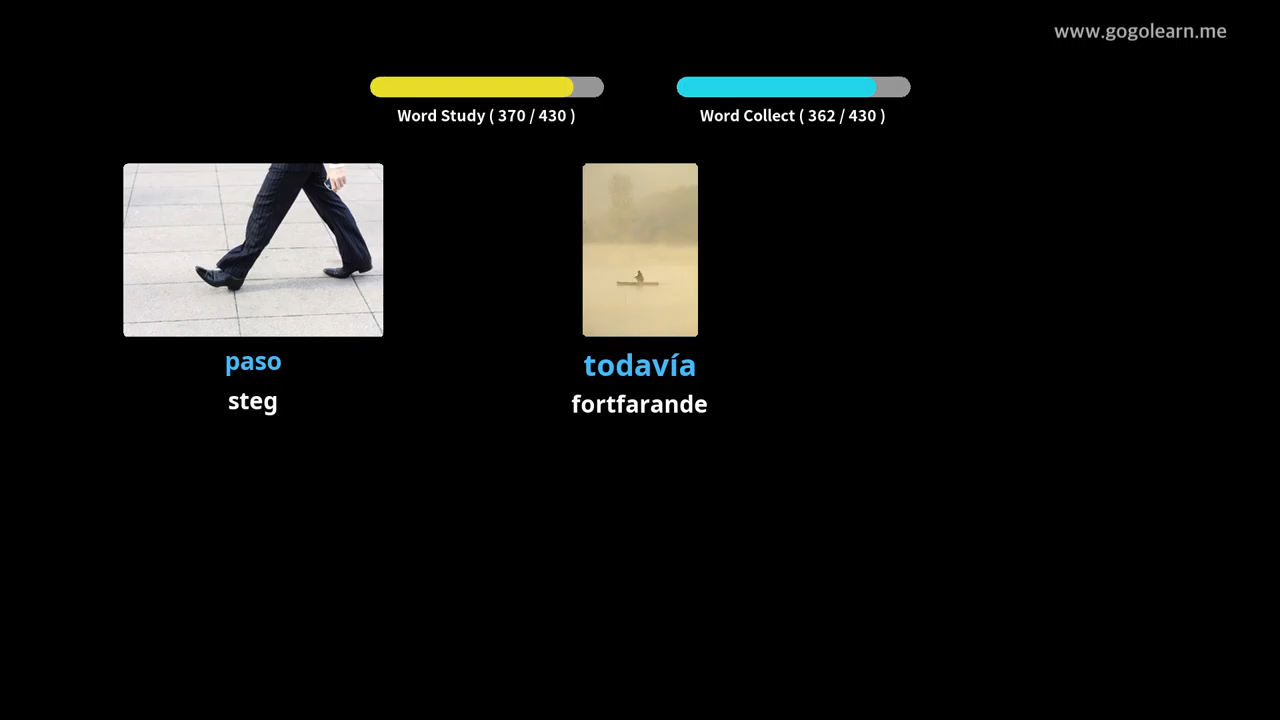 www.gogolearn.me
Word Study ( 370 / 430 )
Word Collect ( 362 / 430 )
paso
steg
todavía
fortfarande